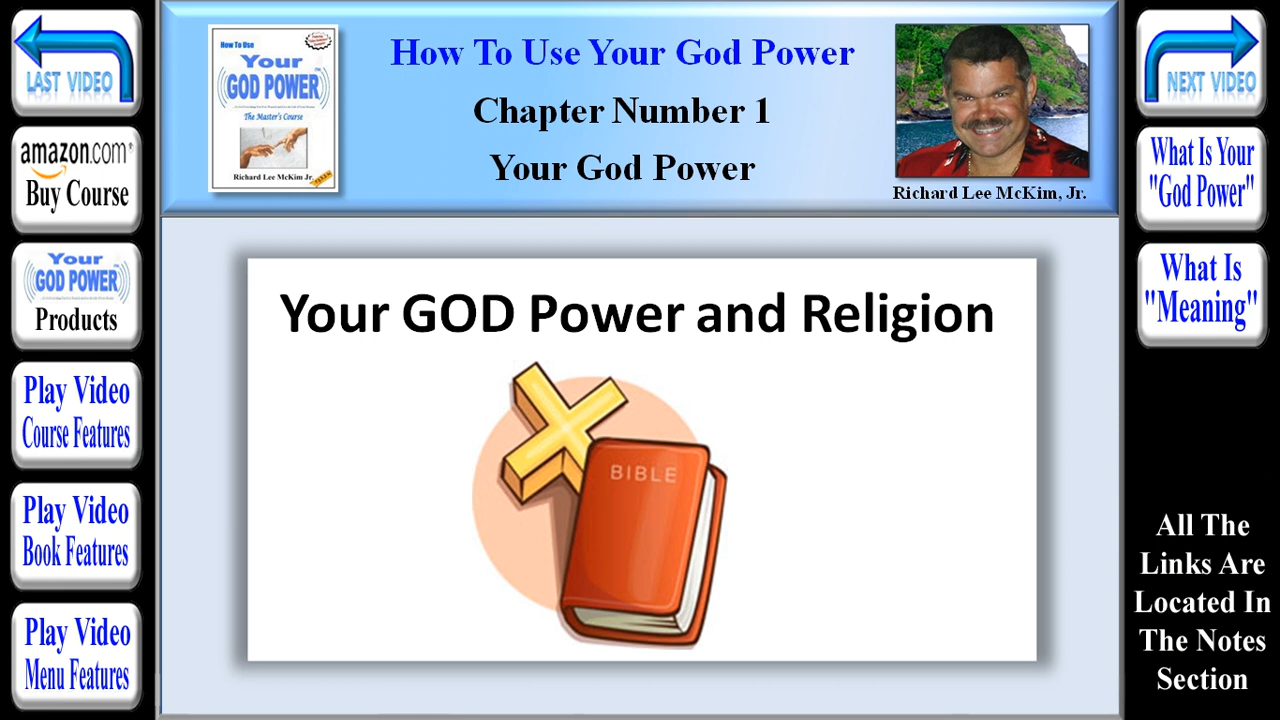 LAST VIDEO
amazon.com
Buy Course
Your
GOD POWER
Products
Play Video
Course Features
Play Video
Book Features
Play Video
Menu Features
How To Use
Your
GOD POWER
The Master's Course
Richard Lee McKim Jr.
How To Use Your God Power
Chapter Number 1
Your God Power
Richard Lee McKim, Jr.
Your GOD Power and Religion
BIBLE
NEXT VIDEO
What Is Your
"God Power"
What Is
"Meaning"
All The
Links Are
Located In
The Notes
Section